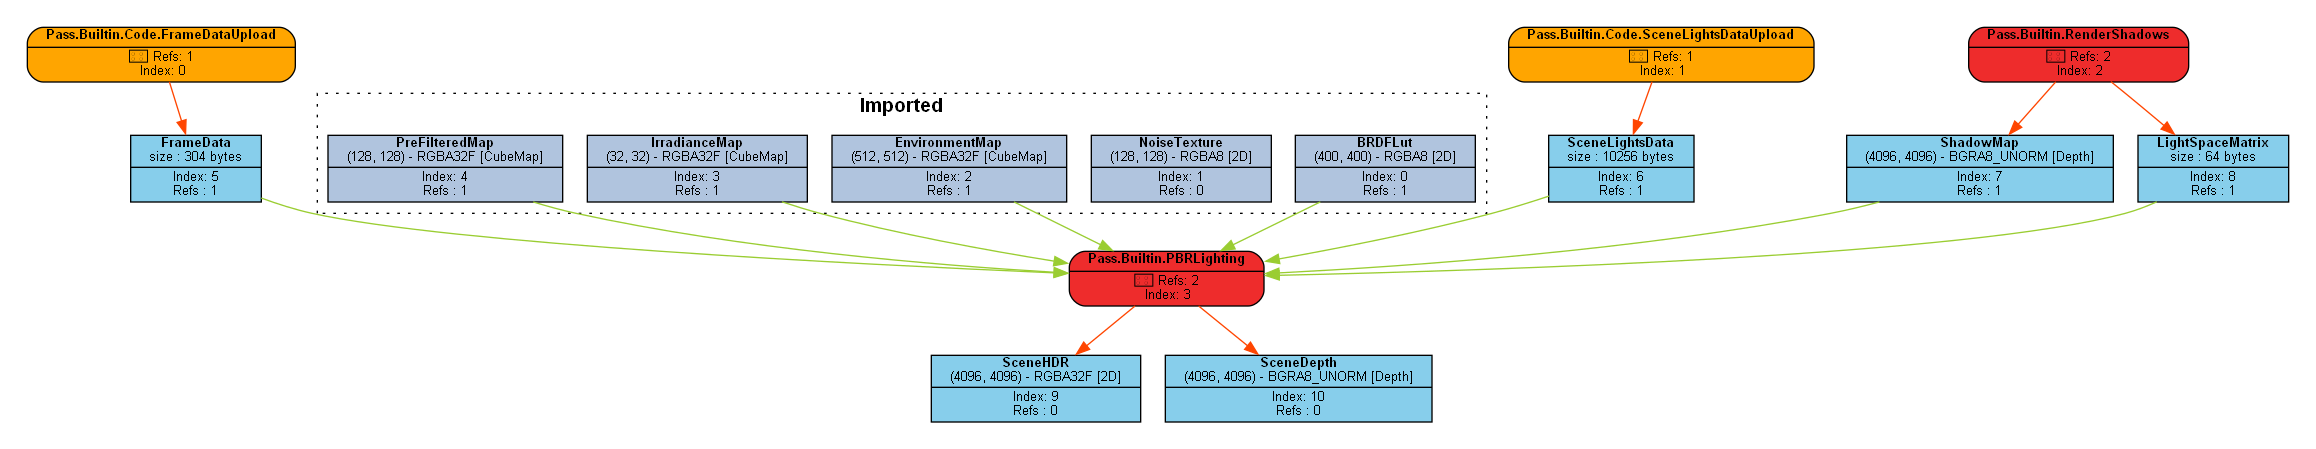 Pass.Builtin.Code.FrameDataUpload
Refs: 1
Index: 0
Pass.Builtin.Code.SceneLightsDataUpload
Refs: 1
Index: 1
Pass.Builtin.RenderShadows
Refs: 2
Index: 2
Imported
FrameData
size : 304 bytes
Index: 5
Refs : 1
PreFilteredMap
(128, 128) - RGBA32F [CubeMap]
Index: 4
Refs : 1
IrradianceMap
(32, 32) - RGBA32F [CubeMap]
Index: 3
Refs : 1
EnvironmentMap
(512, 512) - RGBA32F [CubeMap]
Index: 2
Refs : 1
NoiseTexture
(128, 128) - RGBA8 [2D]
Index: 1
Refs : 0
BRDFLut
(400, 400) - RGBA8 [2D]
Index: 0
Refs : 1
SceneLightsData
size : 10256 bytes
Index: 6
Refs : 1
ShadowMap
(4096, 4096) - BGRA8_UNORM [Depth]
Index: 7
Refs : 1
LightSpaceMatrix
size : 64 bytes
Index: 8
Refs : 1
Pass.Builtin.PBRLighting
Refs: 2
Index: 3
SceneHDR
(4096, 4096) - RGBA32F [2D]
Index: 9
Refs : 0
SceneDepth
(4096, 4096) - BGRA8_UNORM [Depth]
Index: 10
Refs : 0